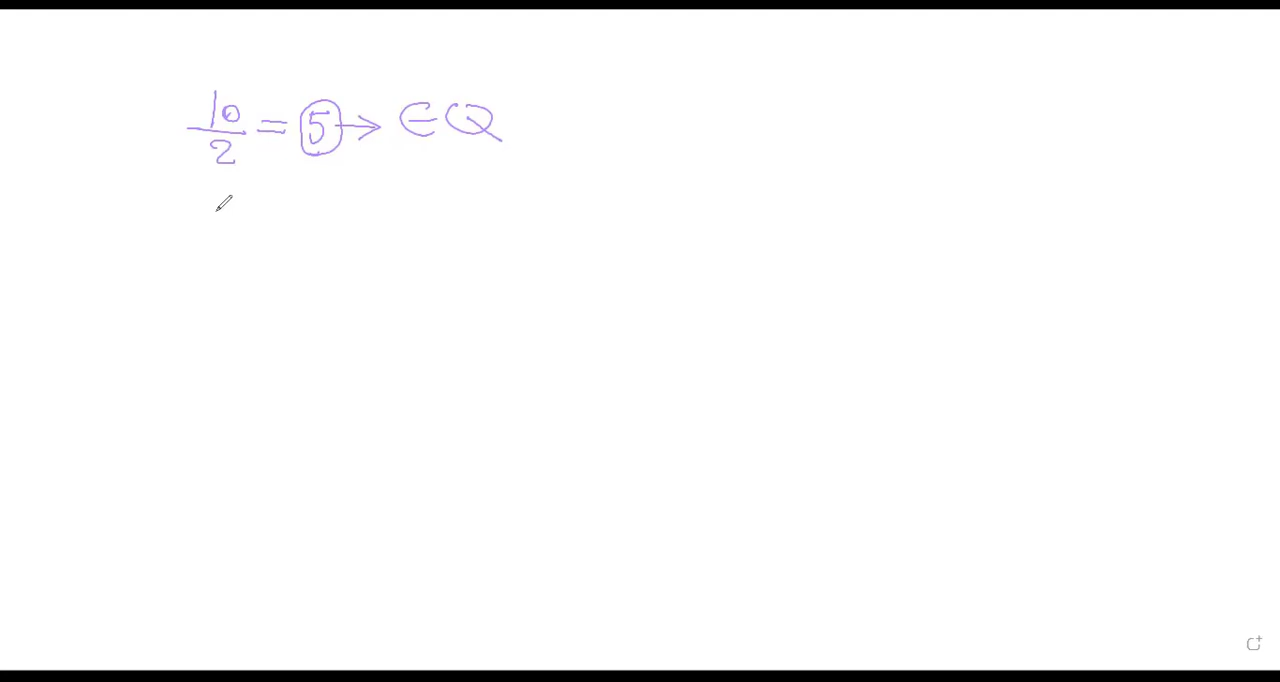 10/2 = 5 → ∈ Q